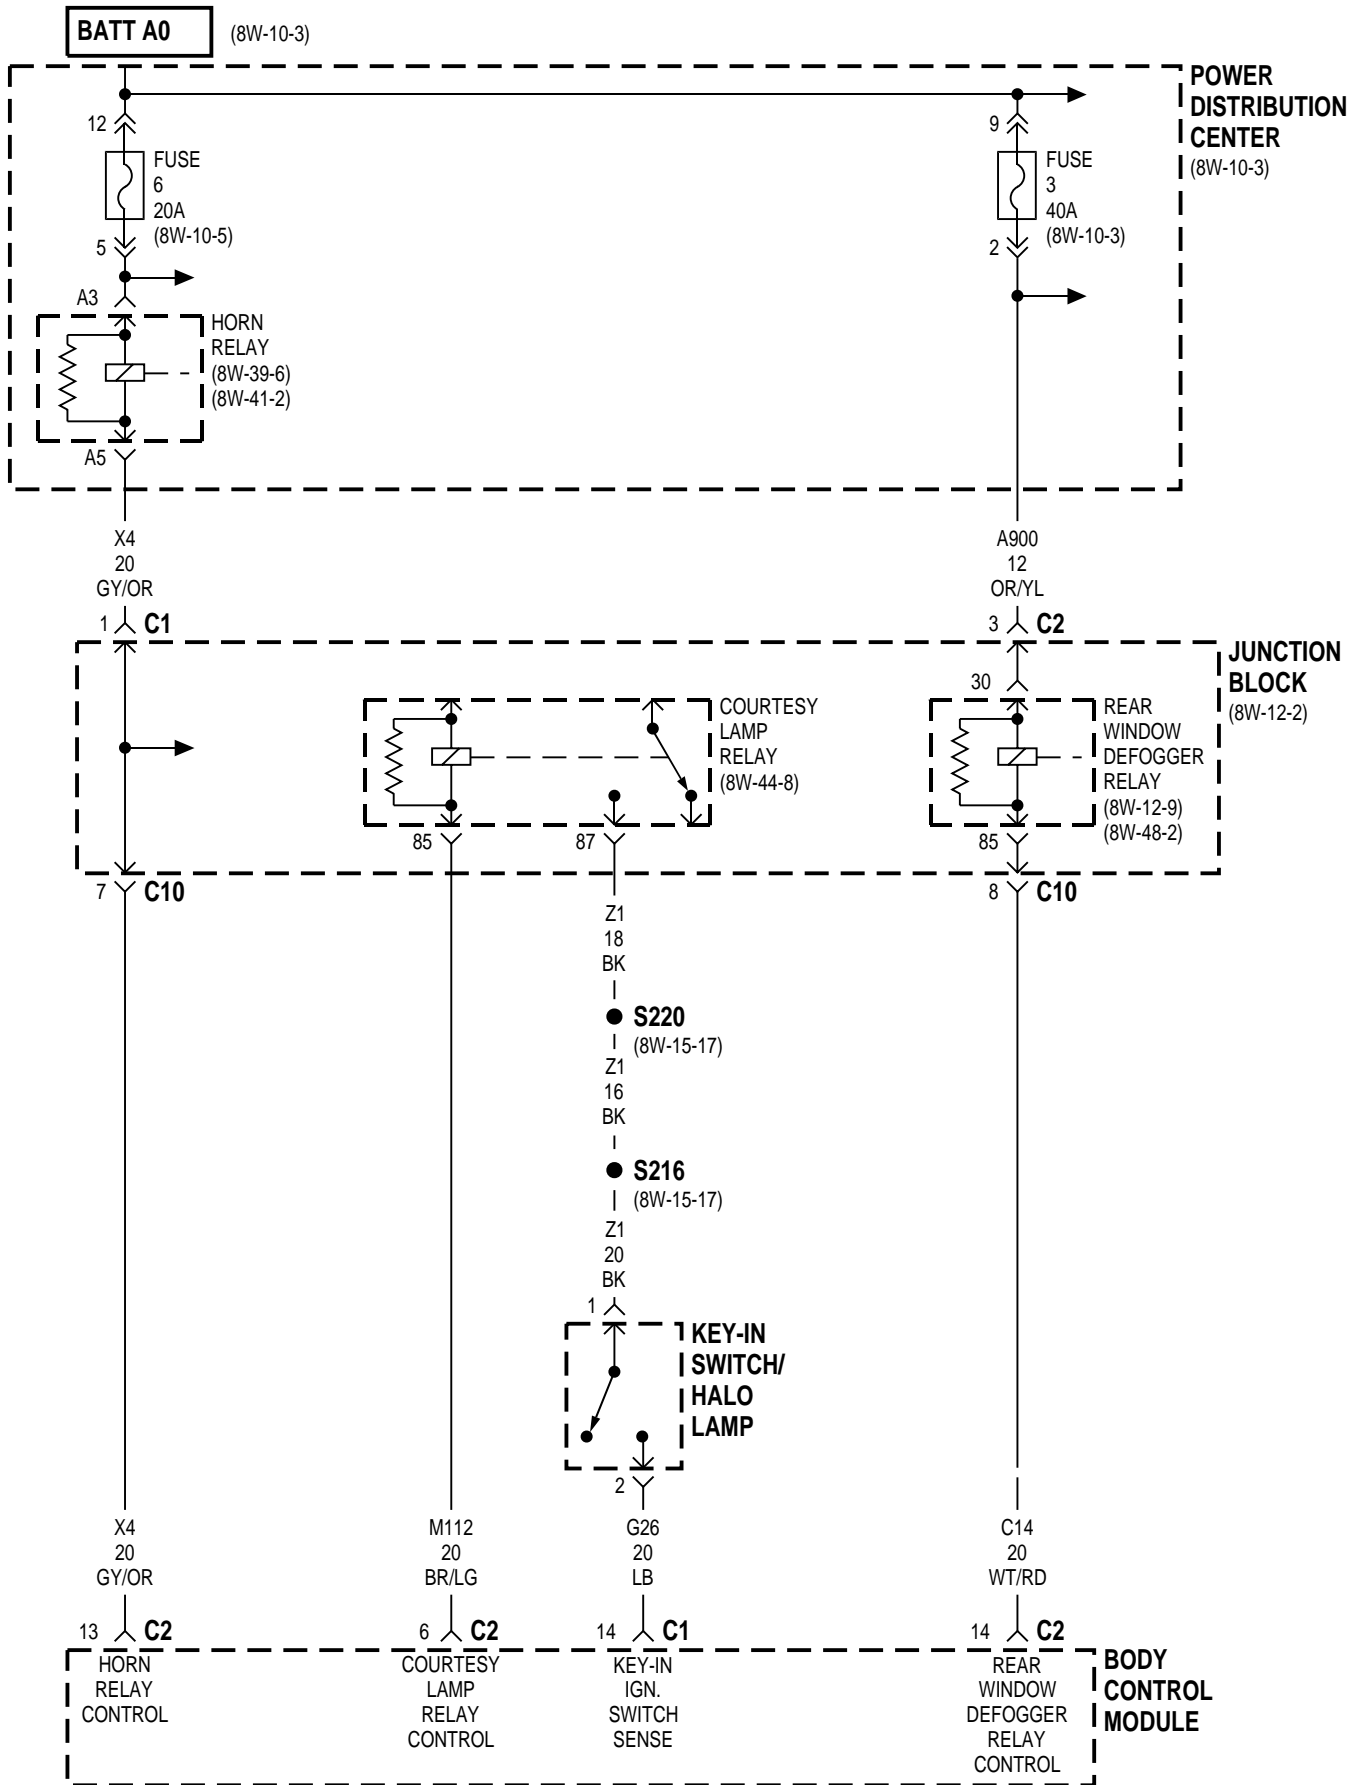 BATT A0 (8W-10-3)
POWER
DISTRIBUTION
CENTER
(8W-10-3)
12
FUSE
6
20A
(8W-10-5)
5
9
FUSE
3
40A
(8W-10-3)
2
A3
HORN
RELAY
(8W-39-6)
(8W-41-2)
A5
X4
20
GY/OR
A900
12
OR/YL
1 C1
3 C2
JUNCTION
BLOCK
(8W-12-2)
COURTESY
LAMP
RELAY
(8W-44-8)
85
87
30
REAR
WINDOW
DEFOGGER
RELAY
(8W-12-9)
(8W-48-2)
85
7 C10
8 C10
Z1
18
BK
S220
(8W-15-17)
Z1
16
BK
S216
(8W-15-17)
Z1
20
BK
1
KEY-IN
SWITCH/
HALO
LAMP
2
X4
20
GY/OR
M112
20
BR/LG
G26
20
LB
C14
20
WT/RD
13 C2
6 C2
14 C1
14 C2
HORN
RELAY
CONTROL
COURTESY
LAMP
RELAY
CONTROL
KEY-IN
IGN.
SWITCH
SENSE
REAR
WINDOW
DEFOGGER
RELAY
CONTROL
BODY
CONTROL
MODULE